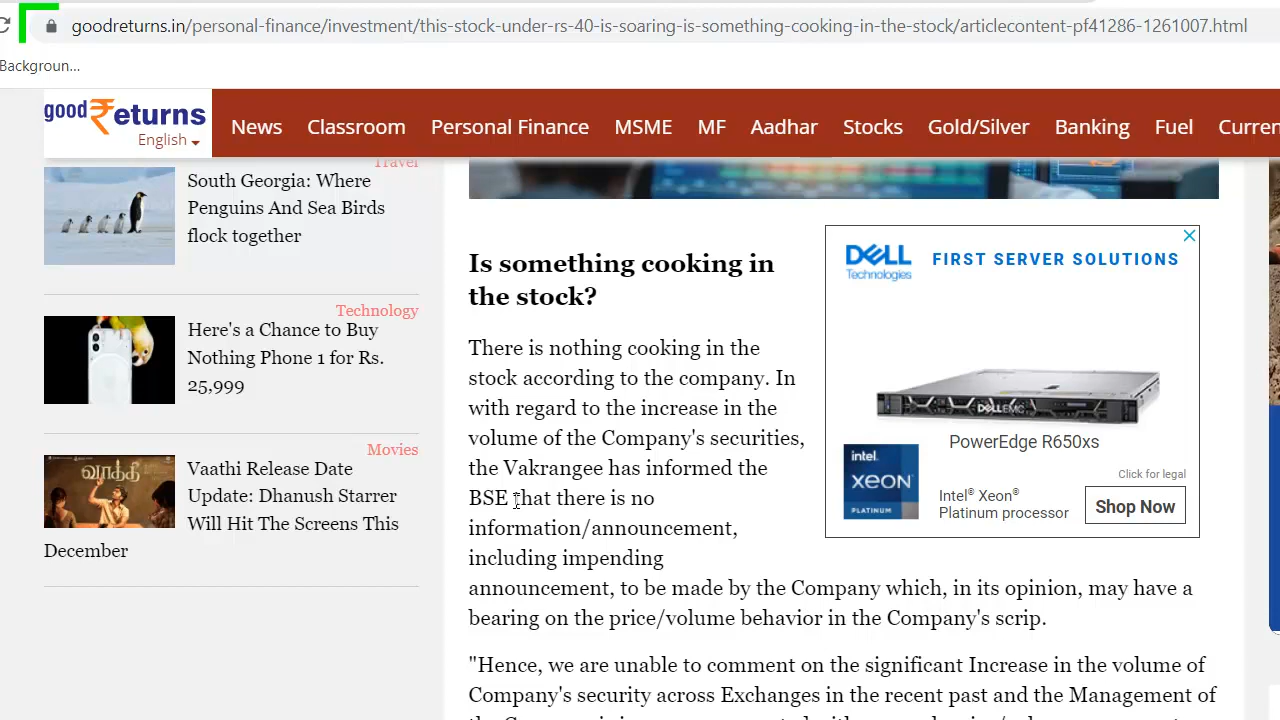 goodreturns.in/personal-finance/investment/this-stock-under-rs-40-is-soaring-is-something-cooking-in-the-stock/articlecontent-pf41286-1261007.html
Backgroun...
good ₹eturns
English
News Classroom Personal Finance MSME MF Aadhar Stocks Gold/Silver Banking Fuel Curren
Travel
South Georgia: Where
Penguins And Sea Birds
flock together
Technology
Here's a Chance to Buy
Nothing Phone 1 for Rs.
25,999
Movies
வாத்தி
Vaathi Release Date
Update: Dhanush Starrer
Will Hit The Screens This
December
Is something cooking in
the stock?
There is nothing cooking in the
stock according to the company. In
with regard to the increase in the
volume of the Company's securities,
the Vakrangee has informed the
BSE that there is no
information/announcement,
including impending
announcement, to be made by the Company which, in its opinion, may have a
bearing on the price/volume behavior in the Company's scrip.
"Hence, we are unable to comment on the significant Increase in the volume of
Company's security across Exchanges in the recent past and the Management of
DELL
Technologies
FIRST SERVER SOLUTIONS
DELLEMC
PowerEdge R650xs
intel.
XEON
PLATINUM
Click for legal
Intel® Xeon®
Platinum processor
Shop Now